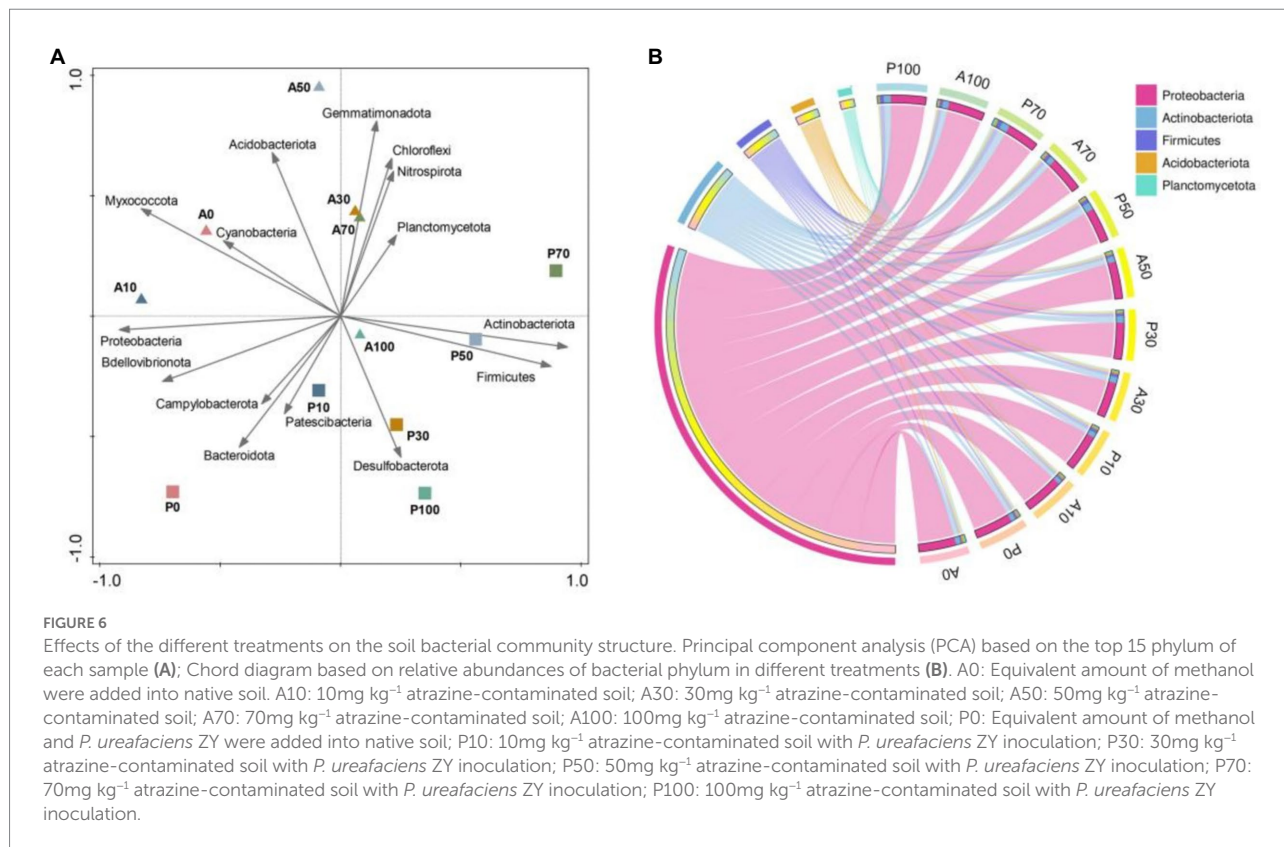 A
B
1.0
-1.0
-1.0
1.0
A50
Gemmatimonadota
Acidobacteriota
Chloroflexi
Nitrospirota
Myxococcota
A0
A30
A70
Cyanobacteria
Planctomycetota
P70
A10
Proteobacteria
Actinobacteriota
A100
P50
Bdellovibrionota
Firmicutes
Campylobacterota
P10
Patescibacteria
P30
Bacteroidota
Desulfobacterota
P0
P100
P100
A100
P70
A70
P50
A50
P30
A30
P10
A10
P0
A0
Proteobacteria
Actinobacteriota
Firmicutes
Acidobacteriota
Planctomycetota
FIGURE 6
Effects of the different treatments on the soil bacterial community structure. Principal component analysis (PCA) based on the top 15 phylum of
each sample (A); Chord diagram based on relative abundances of bacterial phylum in different treatments (B). A0: Equivalent amount of methanol
were added into native soil. A10: 10mg kg⁻¹ atrazine-contaminated soil; A30: 30mg kg⁻¹ atrazine-contaminated soil; A50: 50mg kg⁻¹ atrazine-
contaminated soil; A70: 70mg kg⁻¹ atrazine-contaminated soil; A100: 100mg kg⁻¹ atrazine-contaminated soil; P0: Equivalent amount of methanol
and P. ureafaciens ZY were added into native soil; P10: 10mg kg⁻¹ atrazine-contaminated soil with P. ureafaciens ZY inoculation; P30: 30mg kg⁻¹
atrazine-contaminated soil with P. ureafaciens ZY inoculation; P50: 50mg kg⁻¹ atrazine-contaminated soil with P. ureafaciens ZY inoculation; P70:
70mg kg⁻¹ atrazine-contaminated soil with P. ureafaciens ZY inoculation; P100: 100mg kg⁻¹ atrazine-contaminated soil with P. ureafaciens ZY
inoculation.